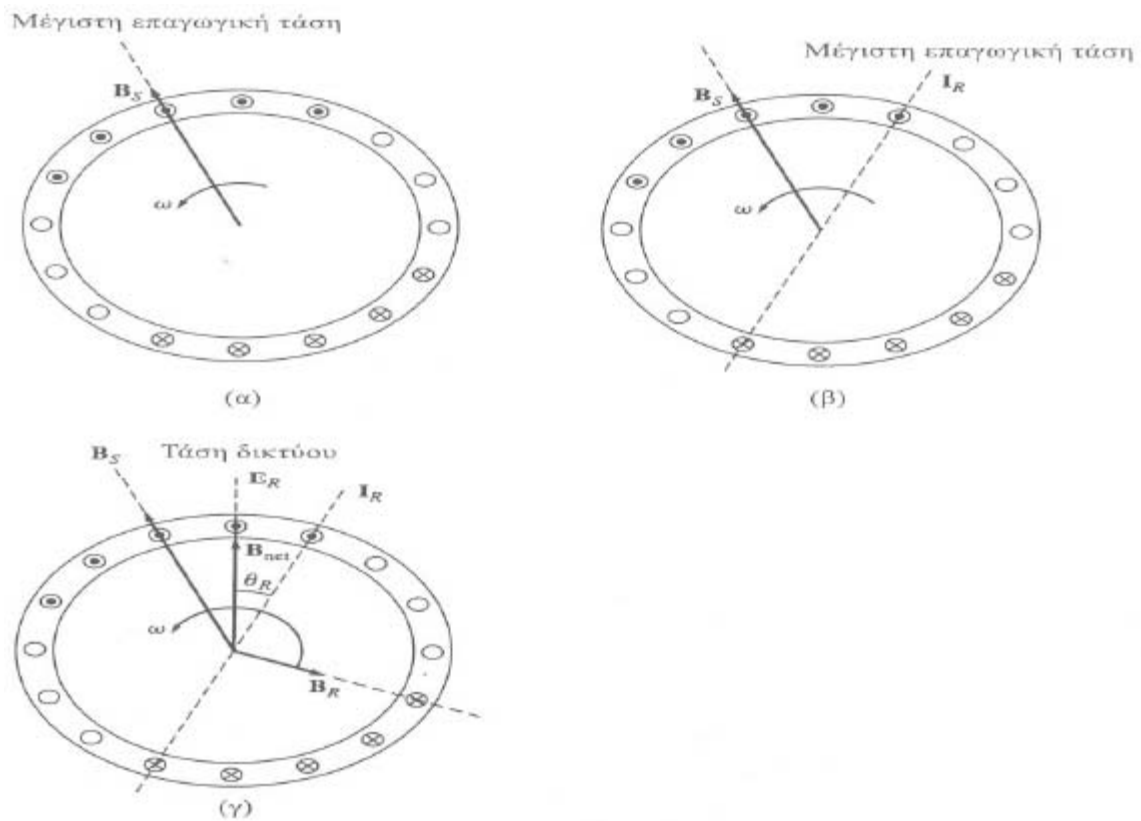 Μέγιστη επαγωγική τάση
B_S
ω
(α)
Μέγιστη επαγωγική τάση
I_R
B_S
ω
(β)
Τάση δικτύου
B_S
E_R
I_R
B_net
θ_R
ω
B_R
(γ)